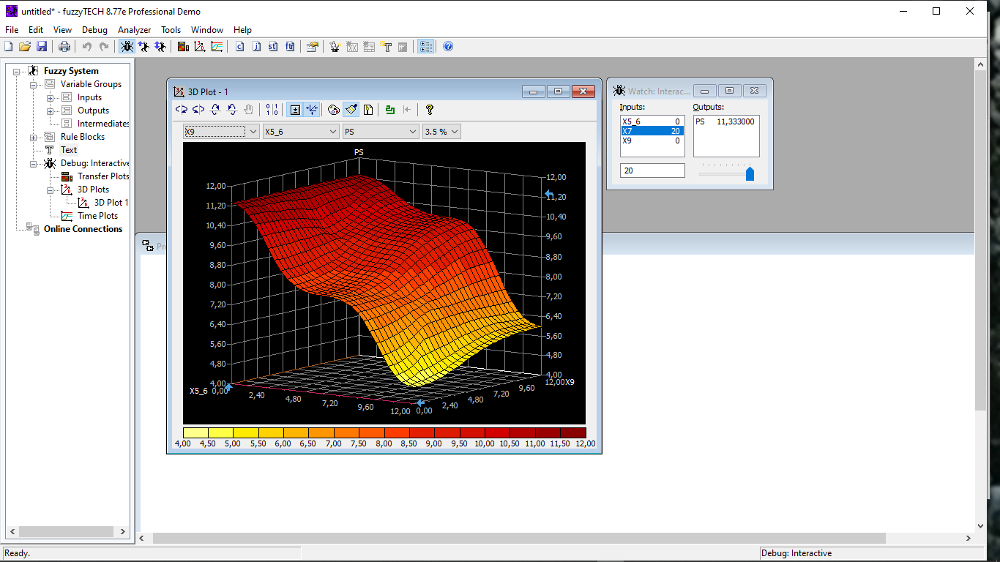 untitled* - fuzzyTECH 8.77e Professional Demo
File Edit View Debug Analyzer Tools Window Help
Fuzzy System
Variable Groups
Inputs
Outputs
Intermediates
Rule Blocks
Text
Debug: Interactive
Transfer Plots
3D Plots
3D Plot 1
Time Plots
Online Connections
3D Plot - 1
X9 X5_6 PS 3.5 %
PS
12,00
11,20
10,40
9,60
8,80
8,00
7,20
6,40
5,60
4,80
4,00
12,00
11,20
10,40
9,60
8,80
8,00
7,20
6,40
5,60
4,80
4,00
X5_6 0,00 2,40 4,80 7,20 9,60 12,00
0,00 2,40 4,80 7,20 9,60 12,00 X9
4,00 4,50 5,00 5,50 6,00 6,50 7,00 7,50 8,00 8,50 9,00 9,50 10,00 10,50 11,00 11,50 12,00
Watch: Interac...
Inputs: Outputs:
X5_6 0
X7 20
X9 0
PS 11,333000
20
Pr
Ready.
Debug: Interactive